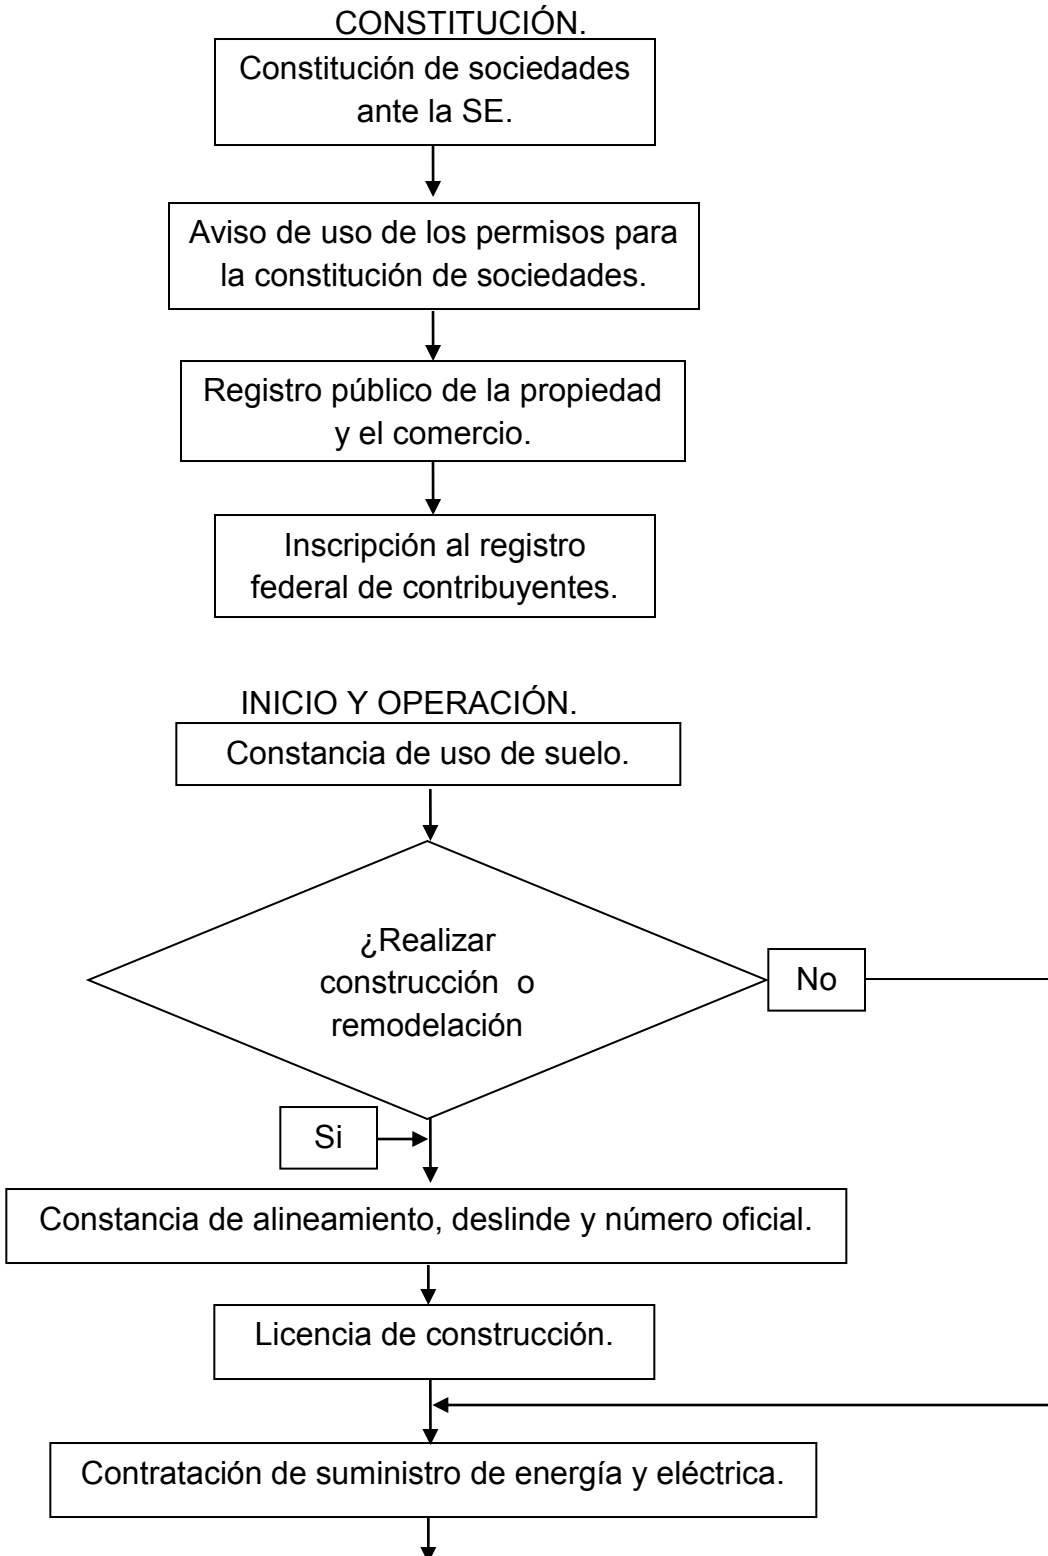 CONSTITUCIÓN.
Constitución de sociedades
ante la SE.
Aviso de uso de los permisos para
la constitución de sociedades.
Registro público de la propiedad
y el comercio.
Inscripción al registro
federal de contribuyentes.
INICIO Y OPERACIÓN.
Constancia de uso de suelo.
¿Realizar
construcción o
remodelación
No
Si
Constancia de alineamiento, deslinde y número oficial.
Licencia de construcción.
Contratación de suministro de energía y eléctrica.